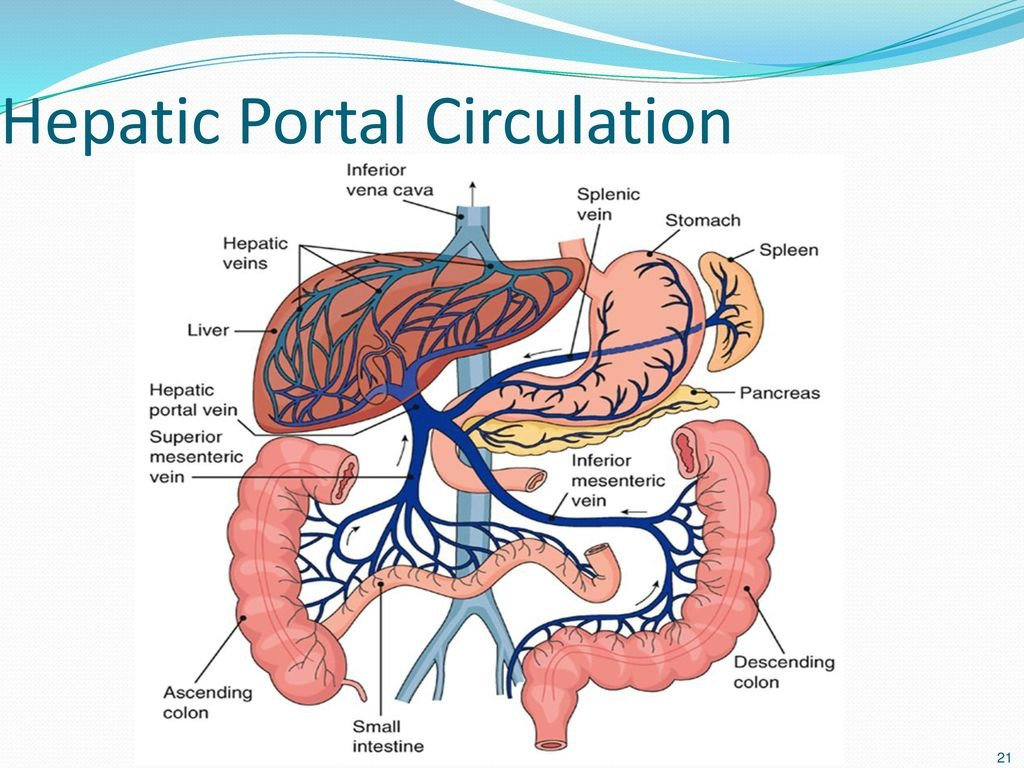 Hepatic Portal Circulation
Inferior
vena cava
Splenic
vein
Stomach
Spleen
Hepatic
veins
Liver
Hepatic
portal vein
Pancreas
Superior
mesenteric
vein
Inferior
mesenteric
vein
Descending
colon
Ascending
colon
Small
intestine
21